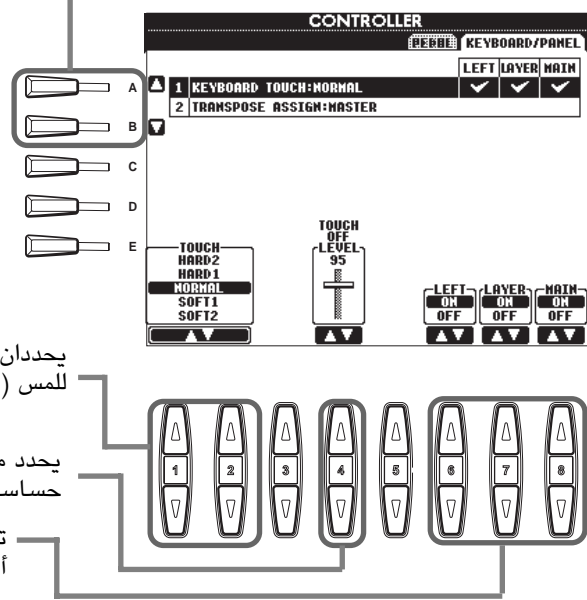 CONTROLLER
PEDAL KEYBOARD/PANEL
LEFT LAYER MAIN
A
1 KEYBOARD TOUCH:NORMAL
B
2 TRANSPOSE ASSIGN:MASTER
C
D
E
TOUCH
HARD2
HARD1
NORMAL
SOFT1
SOFT2
TOUCH
OFF
LEVEL
95
LEFT LAYER MAIN
ON ON ON
OFF OFF OFF
يحددان
للمس (
يحدد
حساس
1 2 3 4 5 6 7 8